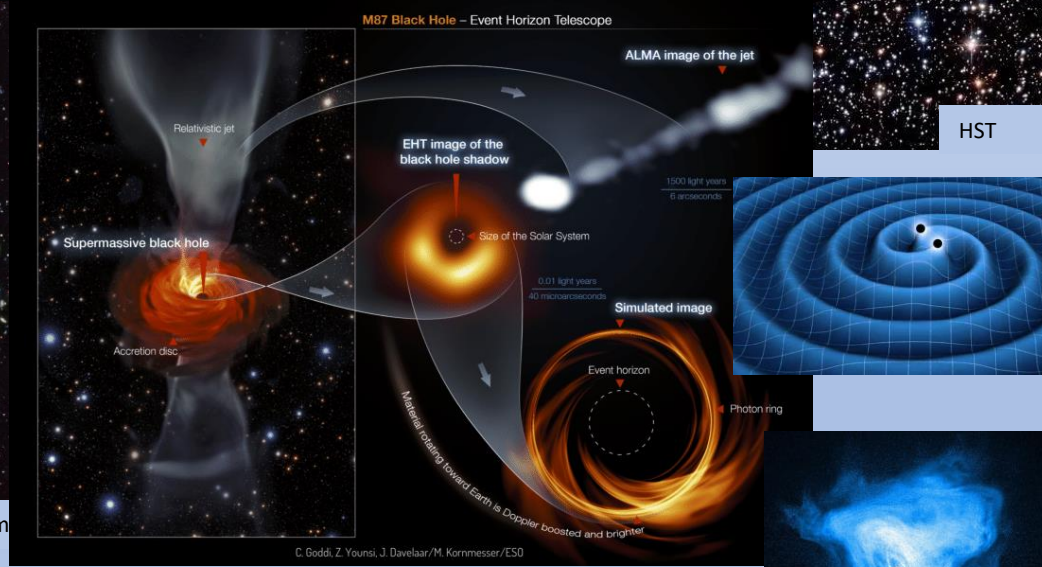 M87 Black Hole – Event Horizon Telescope
ALMA image of the jet
HST
Relativistic jet
EHT image of the
black hole shadow
1500 light years
6 arcseconds
Supermassive black hole
Size of the Solar System
0.01 light years
40 microarcseconds
Simulated image
Accretion disc
Event horizon
Photon ring
Material rotating toward Earth is Doppler boosted and brighter
C. Goddi, Z. Younsi, J. Davelaar/M. Kornmesser/ESO